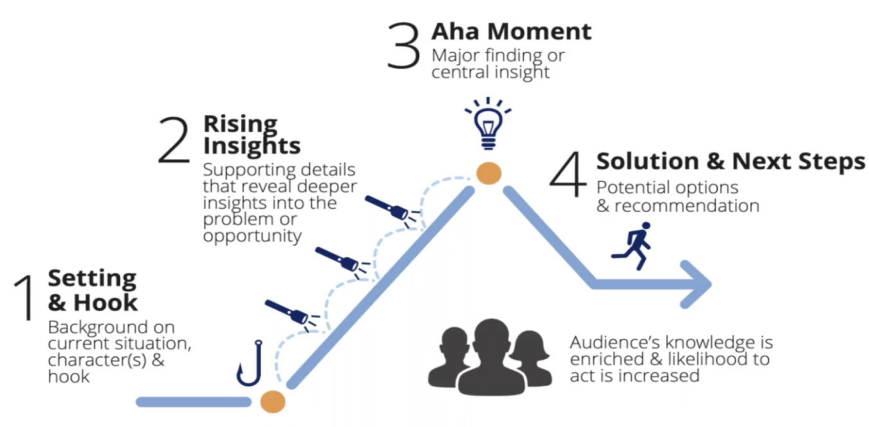 1
Setting
& Hook
Background on
current situation,
character(s) &
hook
2
Rising
Insights
Supporting details
that reveal deeper
insights into the
problem or
opportunity
3
Aha Moment
Major finding or
central insight
4
Solution & Next Steps
Potential options
& recommendation
Audience's knowledge is
enriched & likelihood to
act is increased